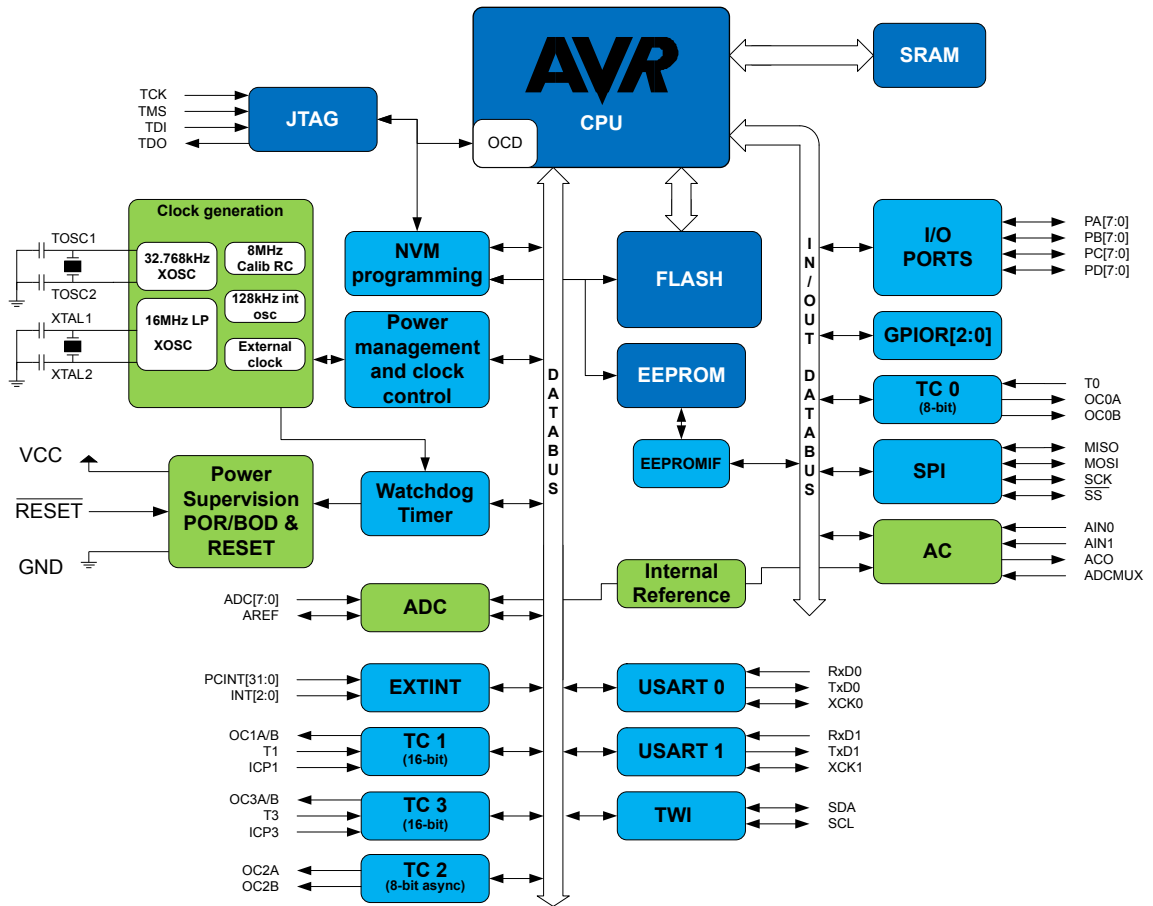 AVR
CPU
OCD
SRAM
TCK
TMS
TDI
TDO
JTAG
Clock generation
TOSC1
TOSC2
XTAL1
XTAL2
32.768kHz
XOSC
8MHz
Calib RC
16MHz LP
XOSC
128kHz int
osc
External
clock
NVM
programming
Power
management
and clock
control
FLASH
EEPROM
EEPROMIF
DATABUS
IN/OUT DATABUS
I/O
PORTS
PA[7:0]
PB[7:0]
PC[7:0]
PD[7:0]
GPIOR[2:0]
TC 0
(8-bit)
T0
OC0A
OC0B
SPI
MISO
MOSI
SCK
SS
AC
AIN0
AIN1
ACO
ADCMUX
VCC
RESET
GND
Power
Supervision
POR/BOD &
RESET
Watchdog
Timer
Internal
Reference
ADC[7:0]
AREF
ADC
PCINT[31:0]
INT[2:0]
EXTINT
USART 0
RxD0
TxD0
XCK0
OC1A/B
T1
ICP1
TC 1
(16-bit)
USART 1
RxD1
TxD1
XCK1
OC3A/B
T3
ICP3
TC 3
(16-bit)
TWI
SDA
SCL
OC2A
OC2B
TC 2
(8-bit async)